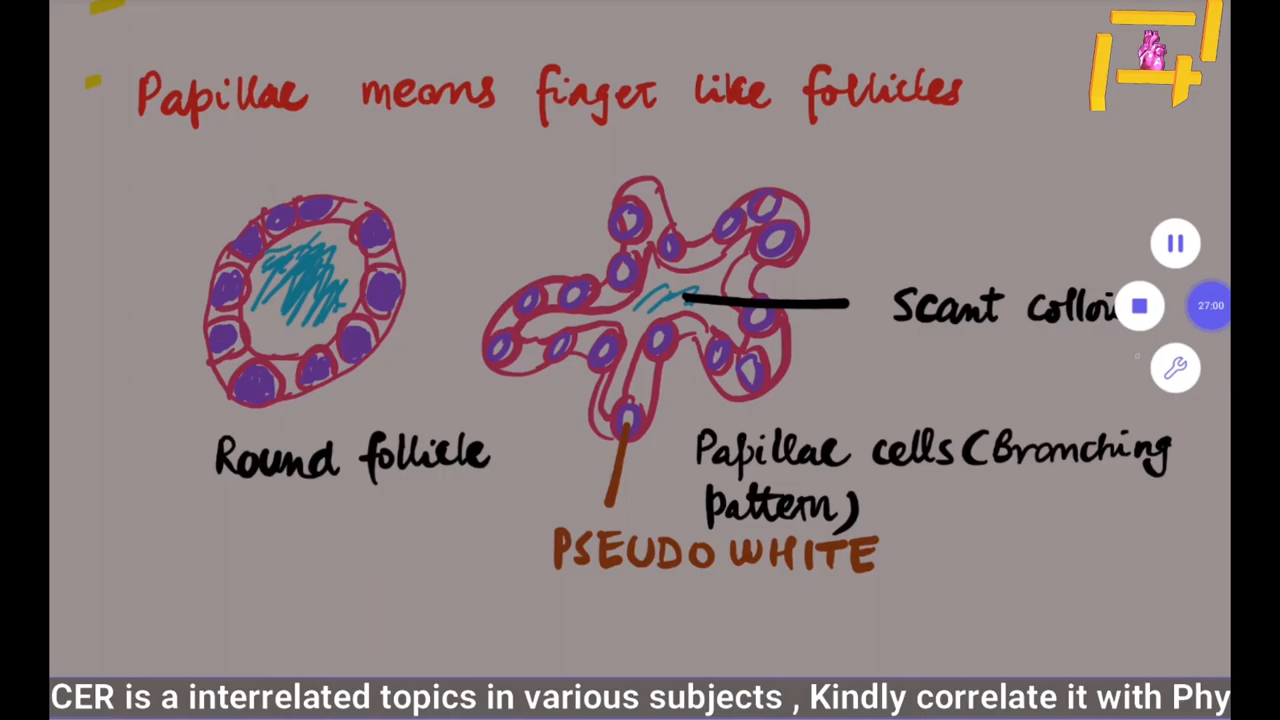 Papillae means finger like follicles
Scant colloi
27:00
Round follicle
Papillae cells (Bronching
pattern)
PSEUDO WHITE
CER is a interrelated topics in various subjects , Kindly correlate it with Phy